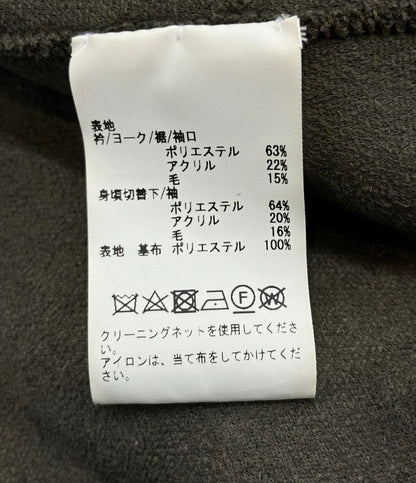 表地
衿/ヨーク/裾/袖口
ポリエステル 63%
アクリル 22%
毛 15%
身頃切替下/袖
ポリエステル 64%
アクリル 20%
毛 16%
表地 基布 ポリエステル 100%
F W
クリーニングネットを使用してくださ
い。
アイロンは、当て布をしてかけてくだ
さい。